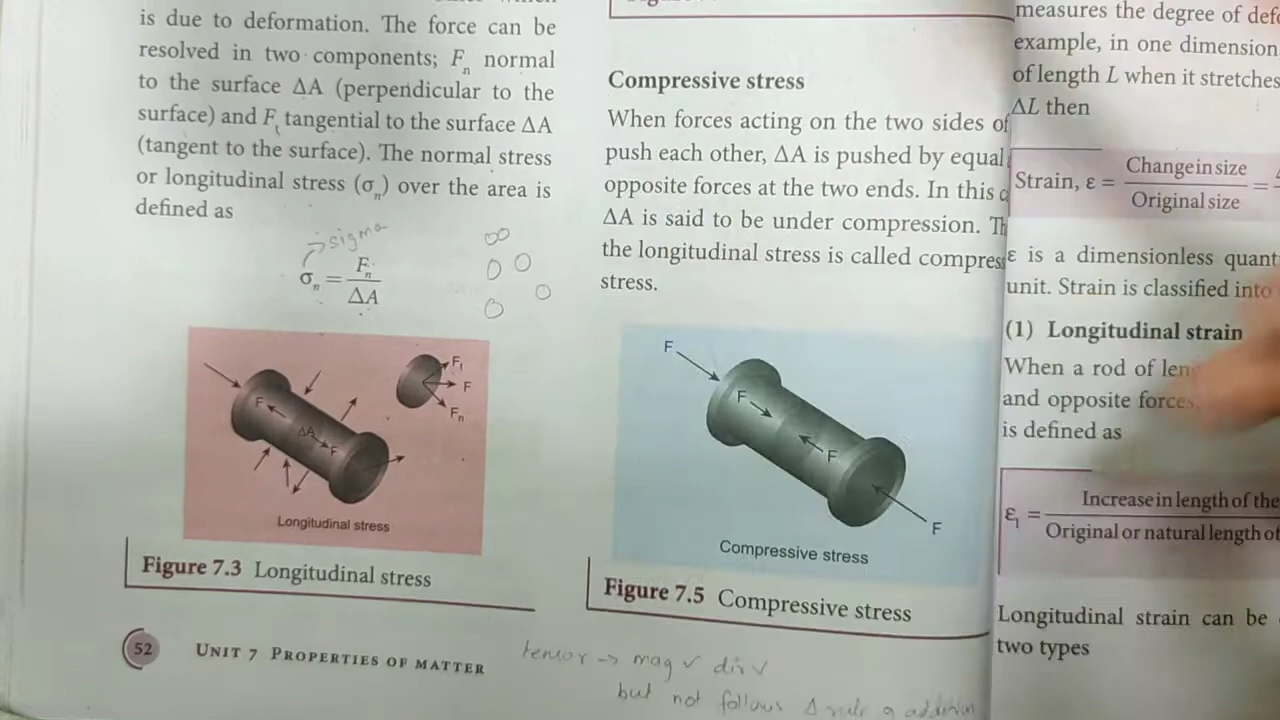 is due to deformation. The force can be
resolved in two components; Fn normal
to the surface ΔA (perpendicular to the
surface) and Ft tangential to the surface ΔA
(tangent to the surface). The normal stress
or longitudinal stress (σn) over the area is
defined as
sigma
σn = Fn / ΔA
F
ΔA
F
Ft
F
Fn
Longitudinal stress
Figure 7.3 Longitudinal stress
52 UNIT 7 PROPERTIES OF MATTER
Compressive stress
When forces acting on the two sides of
push each other, ΔA is pushed by equal
opposite forces at the two ends. In this
ΔA is said to be under compression.
the longitudinal stress is called compres
stress.
F
F
F
F
Compressive stress
Figure 7.5 Compressive stress
tensor → mag ✓ dir ✓
but not follows Δ rule
measures the degree of
example, in one dimension
of length L when it stretches
ΔL then
Strain, ε = Change in size / Original size =
ε is a dimensionless
unit. Strain is classified into
(1) Longitudinal strain
When a rod of
and opposite forces
is defined as
εl = Increase in length of the / Original or natural length of
Longitudinal strain can be
two types